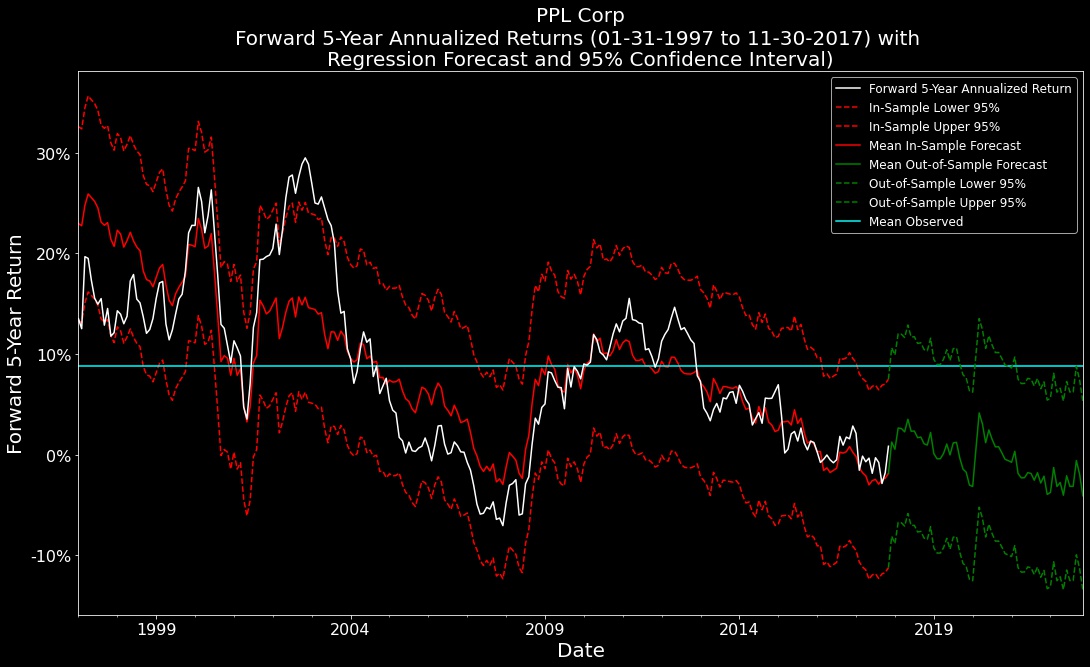 PPL Corp
Forward 5-Year Annualized Returns (01-31-1997 to 11-30-2017) with
Regression Forecast and 95% Confidence Interval)
Forward 5-Year Annualized Return
In-Sample Lower 95%
In-Sample Upper 95%
Mean In-Sample Forecast
Mean Out-of-Sample Forecast
Out-of-Sample Lower 95%
Out-of-Sample Upper 95%
Mean Observed
Forward 5-Year Return
30%
20%
10%
0%
-10%
1999
2004
2009
2014
2019
Date